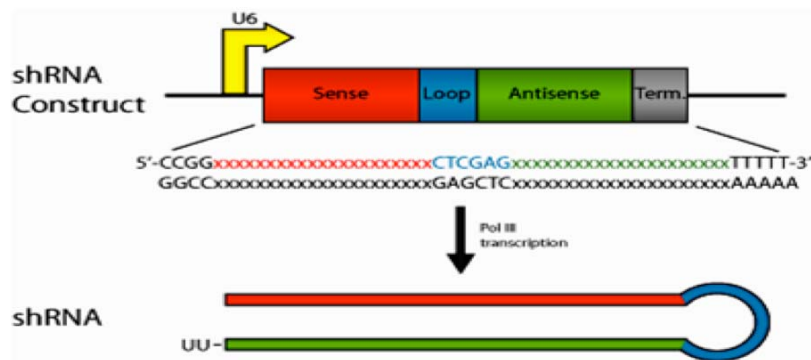 U6
shRNA
Construct
Sense
Loop
Antisense
Term.
5'-CCGGxxxxxxxxxxxxxxxxxxxxxCTCGAGxxxxxxxxxxxxxxxxxxxxxTTTTT-3'
GGCCxxxxxxxxxxxxxxxxxxxxxGAGCTCxxxxxxxxxxxxxxxxxxxxxAAAAA
Pol III
transcription
shRNA
UU-